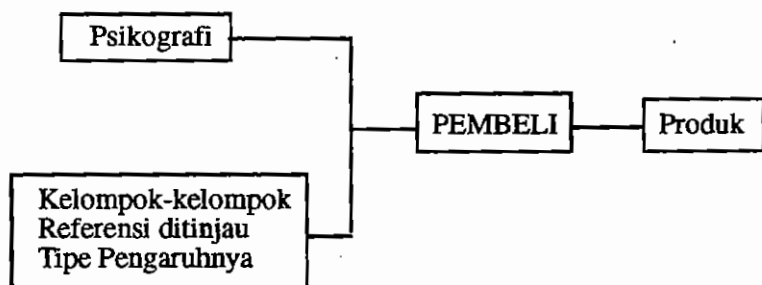 Psikografi
PEMBELI
Produk
Kelompok-kelompok
Referensi ditinjau
Tipe Pengaruhnya